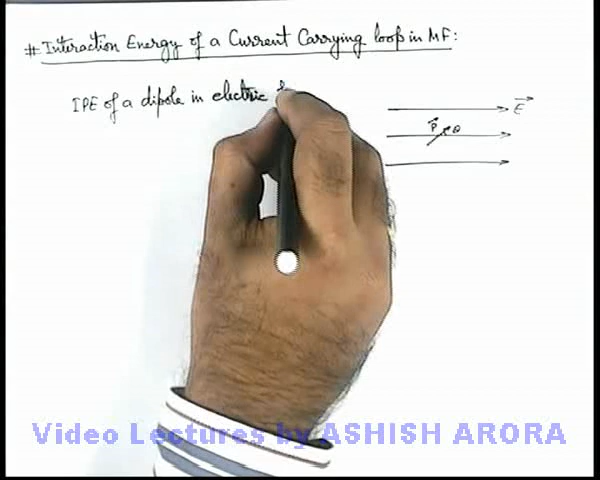 # Interaction Energy of a Current Carrying loop in MF:
IPE of a dipole in electric
E
P θ
Video Lectures by ASHISH ARORA